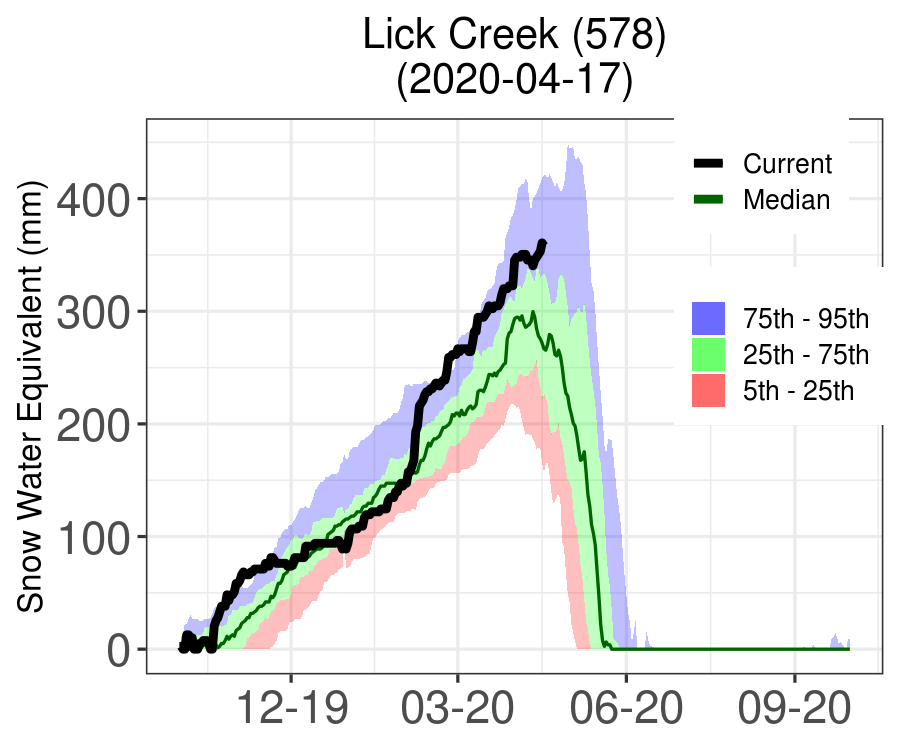 Lick Creek (578)
(2020-04-17)
Snow Water Equivalent (mm)
400
300
200
100
0
12-19
03-20
06-20
09-20
Current
Median
75th - 95th
25th - 75th
5th - 25th